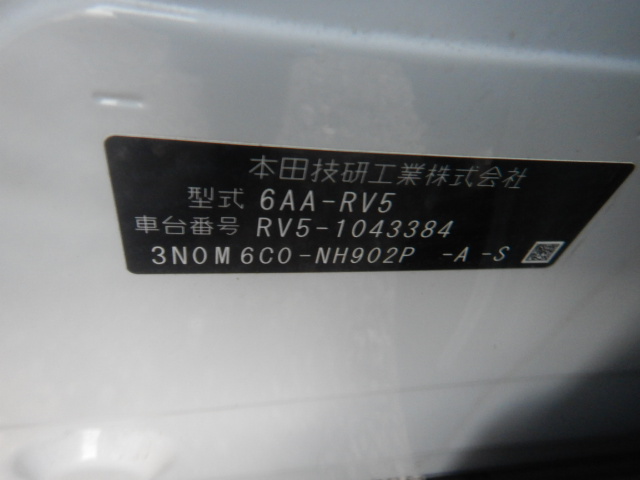 本田技研工業株式会社
型式 6AA-RV5
車台番号 RV5-1043384
3N0M6C0-NH902P -A -S